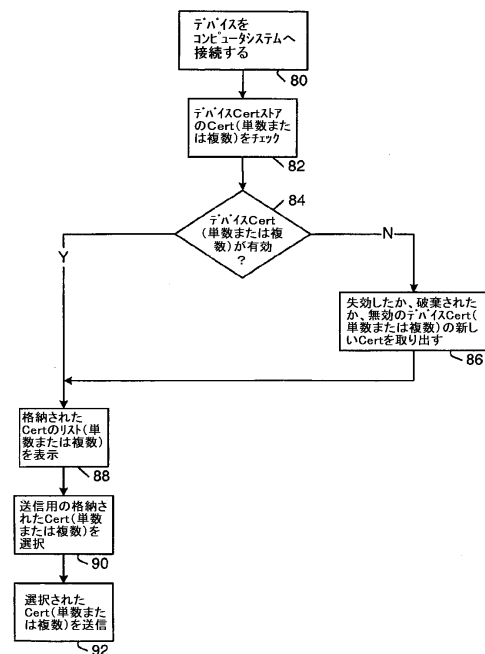 デバイスを
コンピュータシステムへ
接続する
80
デバイスCertストア
のCert(単数また
は複数)をチェック
82
84
デバイスCert
(単数または複
数)が有効
?
Y
N
失効したか、破棄された
か、無効のデバイスCert(
単数または複数)の新し
いCertを取り出す
86
格納された
Certのリスト(単
数または複数)
を表示
88
送信用の格納さ
れたCert(単数
または複数)を
選択
90
選択された
Cert(単数また
は複数)を送信
92